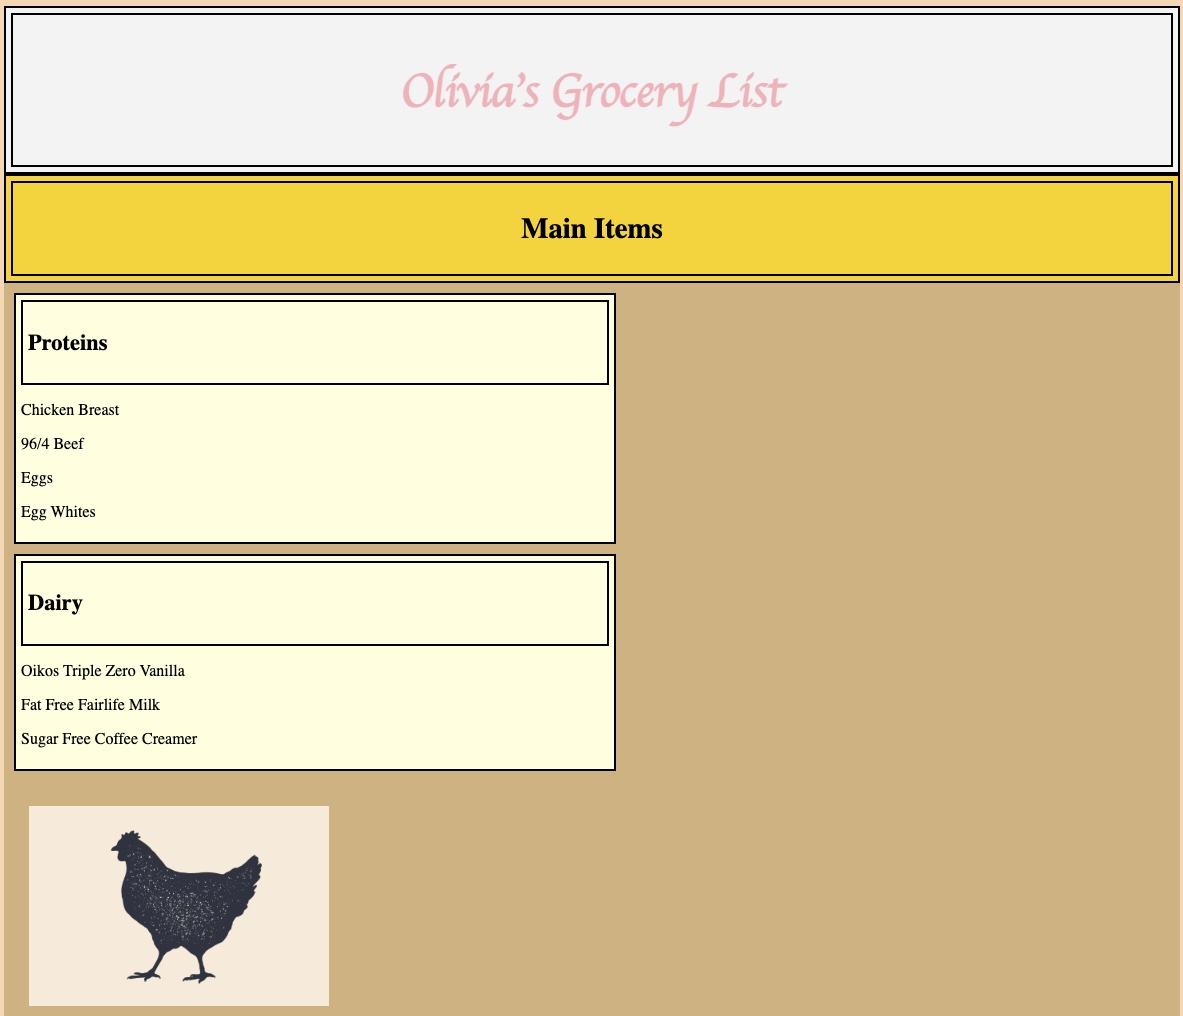 Olivia's Grocery List
Main Items
Proteins
Chicken Breast
96/4 Beef
Eggs
Egg Whites
Dairy
Oikos Triple Zero Vanilla
Fat Free Fairlife Milk
Sugar Free Coffee Creamer